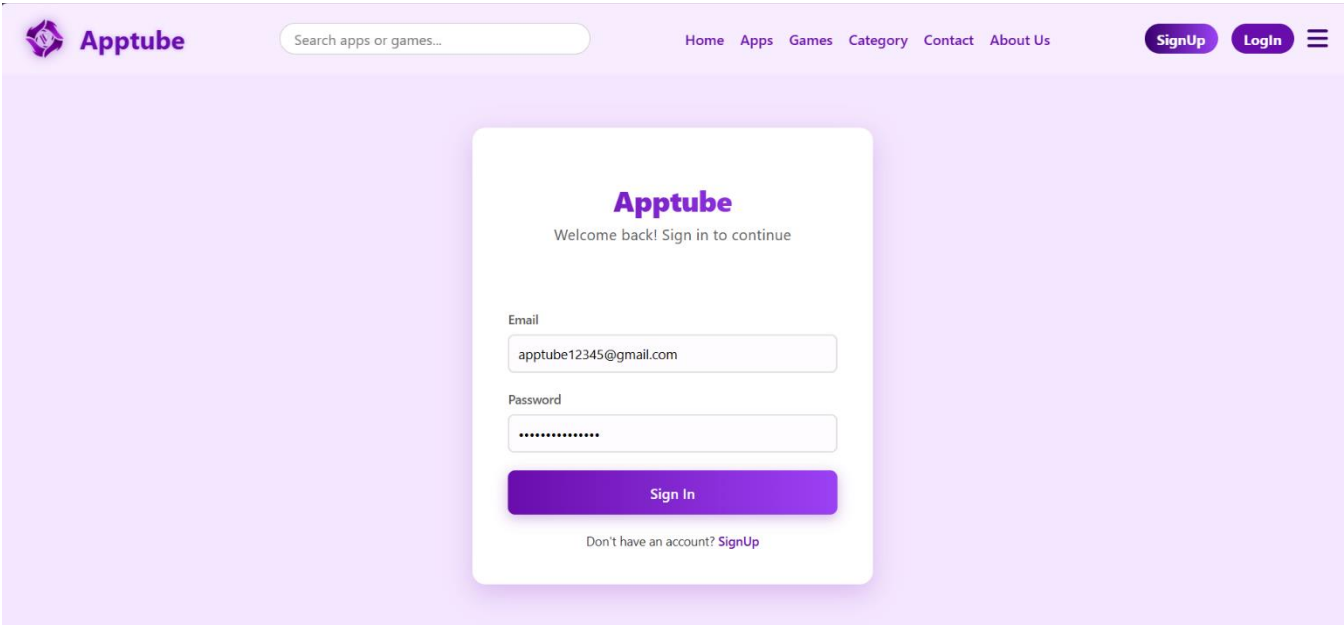 Apptube
Search apps or games...
Home Apps Games Category Contact About Us
SignUp
LogIn
Apptube
Welcome back! Sign in to continue
Email
apptube12345@gmail.com
Password
•••••••••••••••
Sign In
Don't have an account? SignUp